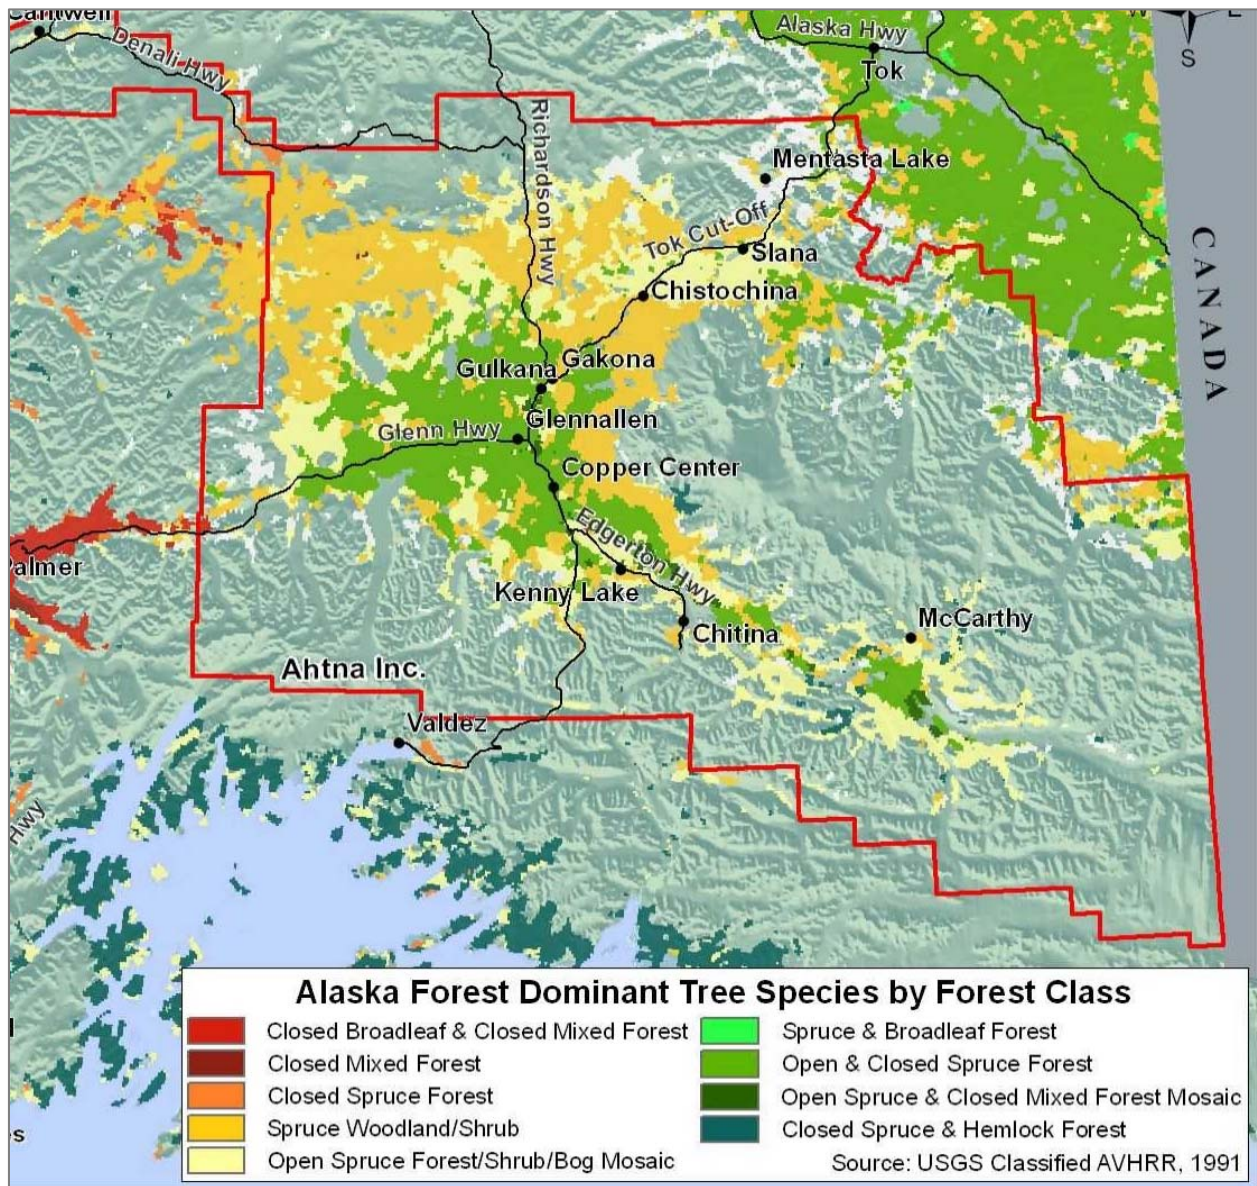 Cantwell
Denali Hwy
Alaska Hwy
Tok
S
Richardson Hwy
Mentasta Lake
Tok Cut-Off
Slana
Chistochina
CANADA
Gulkana
Gakona
Glennallen
Glenn Hwy
Copper Center
Edgerton Hwy
almer
Kenny Lake
McCarthy
Chitina
Ahtna Inc.
Valdez
Hwy
es
Alaska Forest Dominant Tree Species by Forest Class
Closed Broadleaf & Closed Mixed Forest
Closed Mixed Forest
Closed Spruce Forest
Spruce Woodland/Shrub
Open Spruce Forest/Shrub/Bog Mosaic
Spruce & Broadleaf Forest
Open & Closed Spruce Forest
Open Spruce & Closed Mixed Forest Mosaic
Closed Spruce & Hemlock Forest
Source: USGS Classified AVHRR, 1991